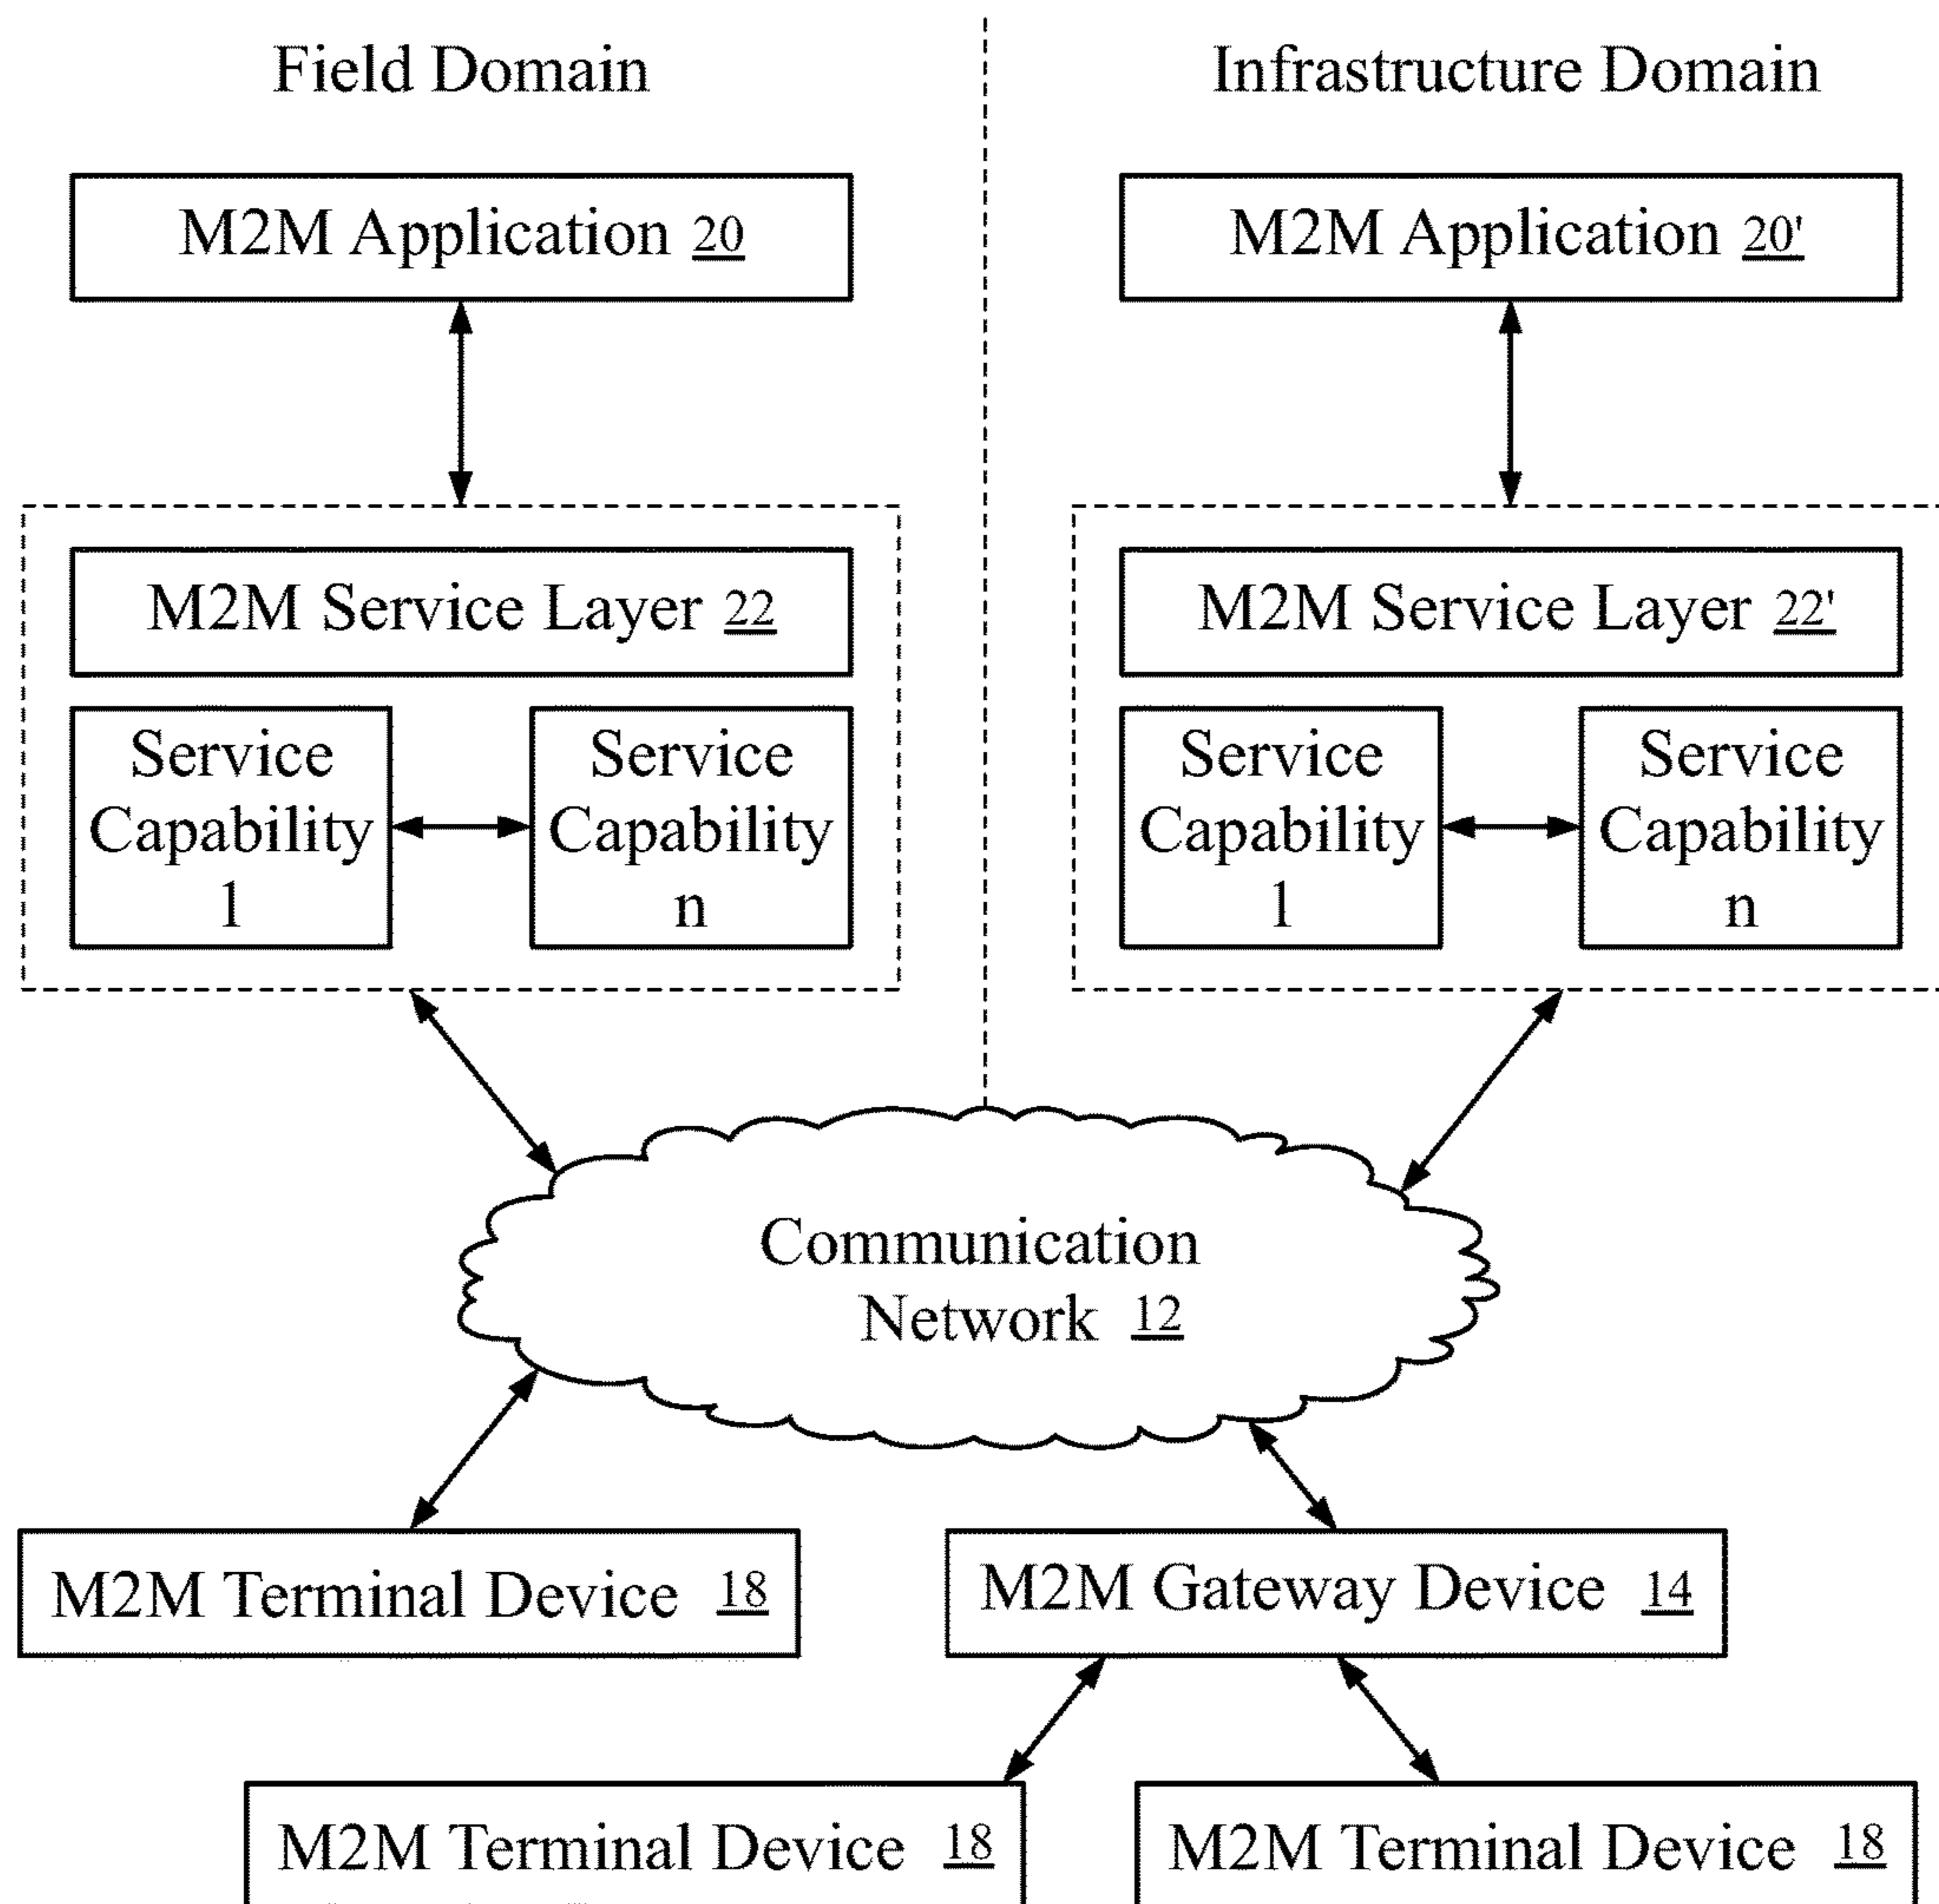 Field Domain
Infrastructure Domain
M2M Application 20
M2M Application 20'
M2M Service Layer 22
M2M Service Layer 22'
Service
Capability
1
Service
Capability
n
Service
Capability
1
Service
Capability
n
Communication
Network 12
M2M Terminal Device 18
M2M Gateway Device 14
M2M Terminal Device 18
M2M Terminal Device 18